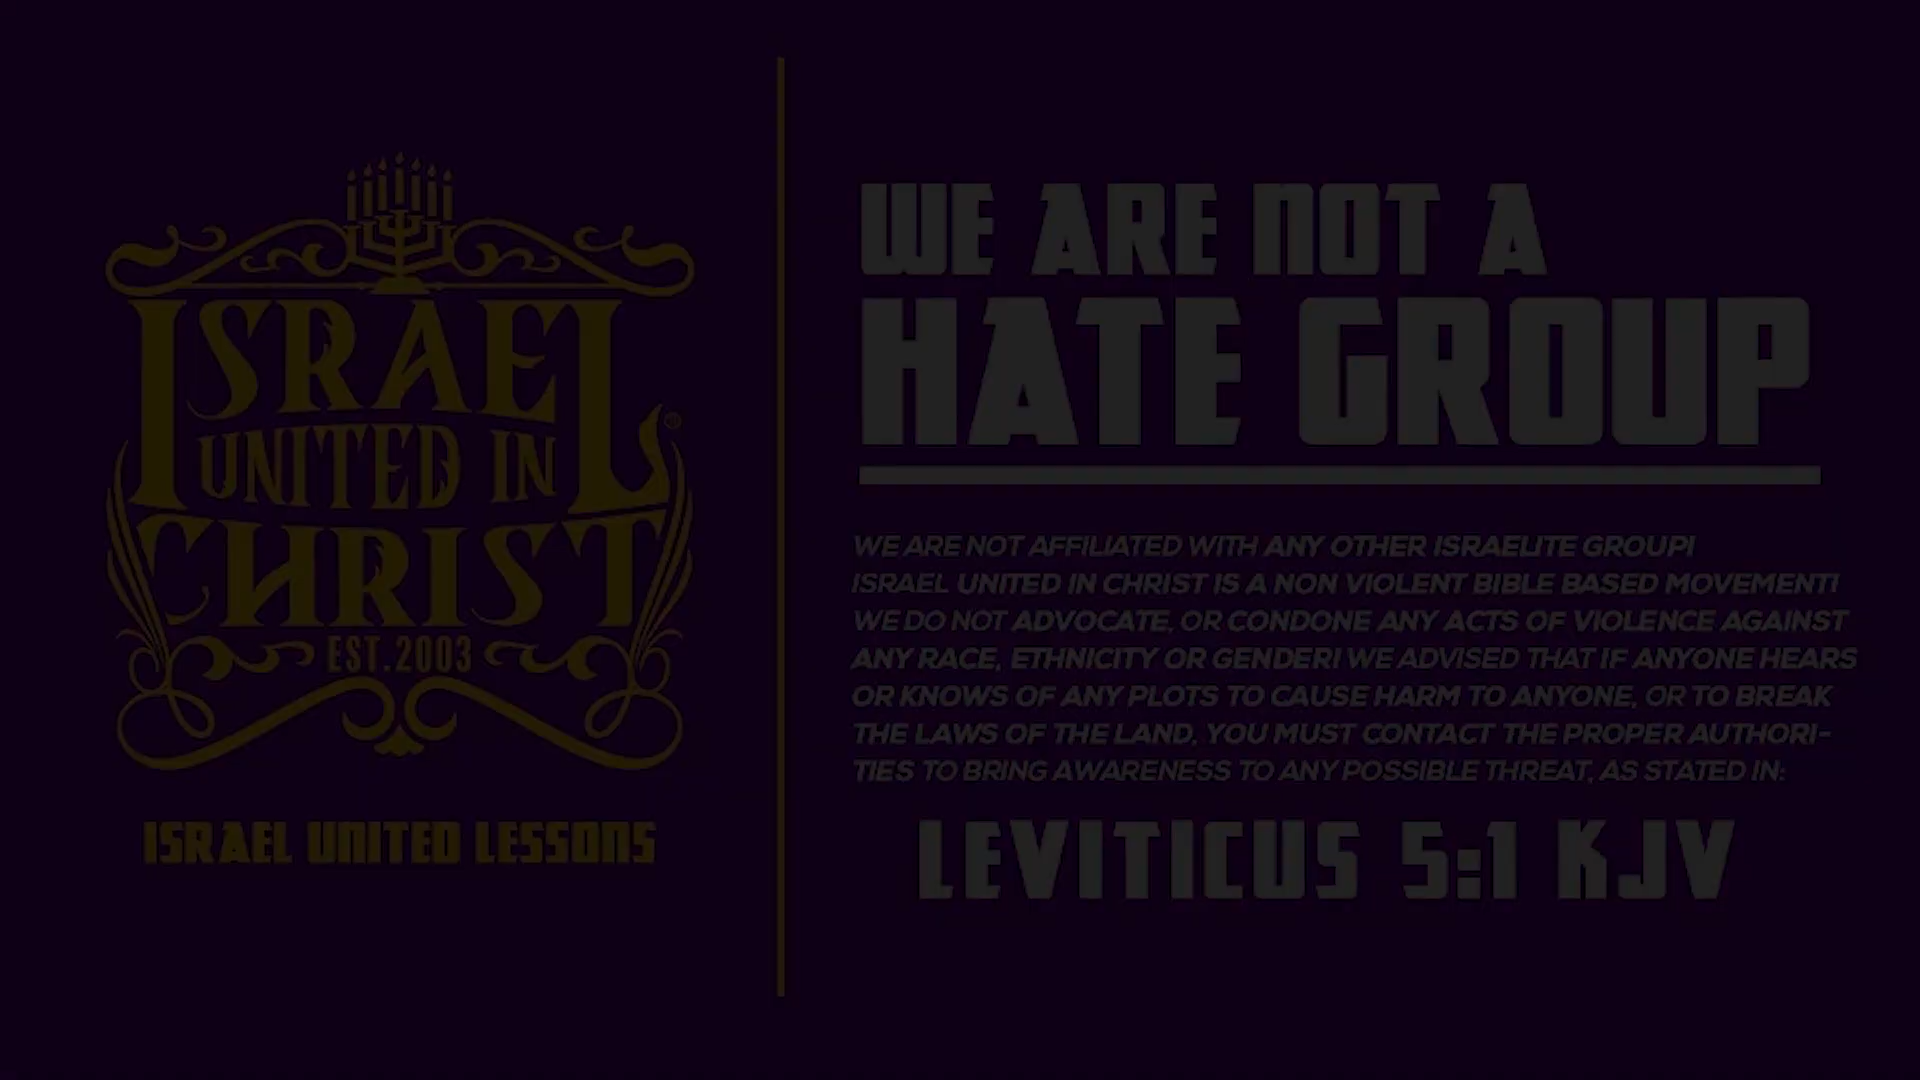 ISRAEL
UNITED IN
CHRIST
EST.2003
ISRAEL UNITED LESSONS
WE ARE NOT A
HATE GROUP
WE ARE NOT AFFILIATED WITH ANY OTHER ISRAELITE GROUP!
ISRAEL UNITED IN CHRIST IS A NON VIOLENT BIBLE BASED MOVEMENT!
WE DO NOT ADVOCATE, OR CONDONE ANY ACTS OF VIOLENCE AGAINST
ANY RACE, ETHNICITY OR GENDER! WE ADVISED THAT IF ANYONE HEARS
OR KNOWS OF ANY PLOTS TO CAUSE HARM TO ANYONE, OR TO BREAK
THE LAWS OF THE LAND, YOU MUST CONTACT THE PROPER AUTHORI-
TIES TO BRING AWARENESS TO ANY POSSIBLE THREAT, AS STATED IN:
LEVITICUS 5:1 KJV